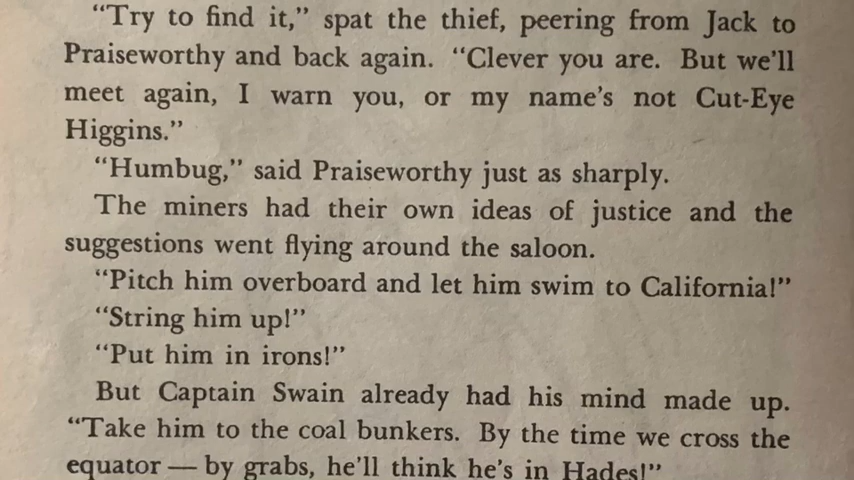 “Try to find it,” spat the thief, peering from Jack to
Praiseworthy and back again. “Clever you are. But we’ll
meet again, I warn you, or my name’s not Cut-Eye
Higgins.”
“Humbug,” said Praiseworthy just as sharply.
The miners had their own ideas of justice and the
suggestions went flying around the saloon.
“Pitch him overboard and let him swim to California!”
“String him up!”
“Put him in irons!”
But Captain Swain already had his mind made up.
“Take him to the coal bunkers. By the time we cross the
equator — by grabs, he’ll think he’s in Hades!”